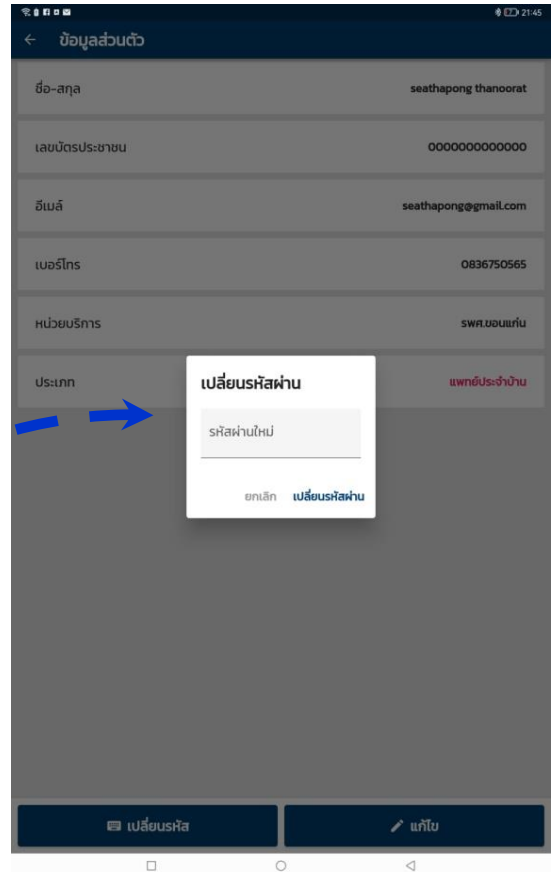 21:45
ข้อมูลส่วนตัว
ชื่อ-สกุล seathapong thanoorat
เลขบัตรประชาชน 0000000000000
อีเมล์ seathapong@gmail.com
เบอร์โทร 0836750565
หน่วยบริการ รพศ.ขอนแก่น
ประเภท แพทย์ประจำบ้าน
เปลี่ยนรหัสผ่าน
รหัสผ่านใหม่
ยกเลิก เปลี่ยนรหัสผ่าน
เปลี่ยนรหัส แก้ไข